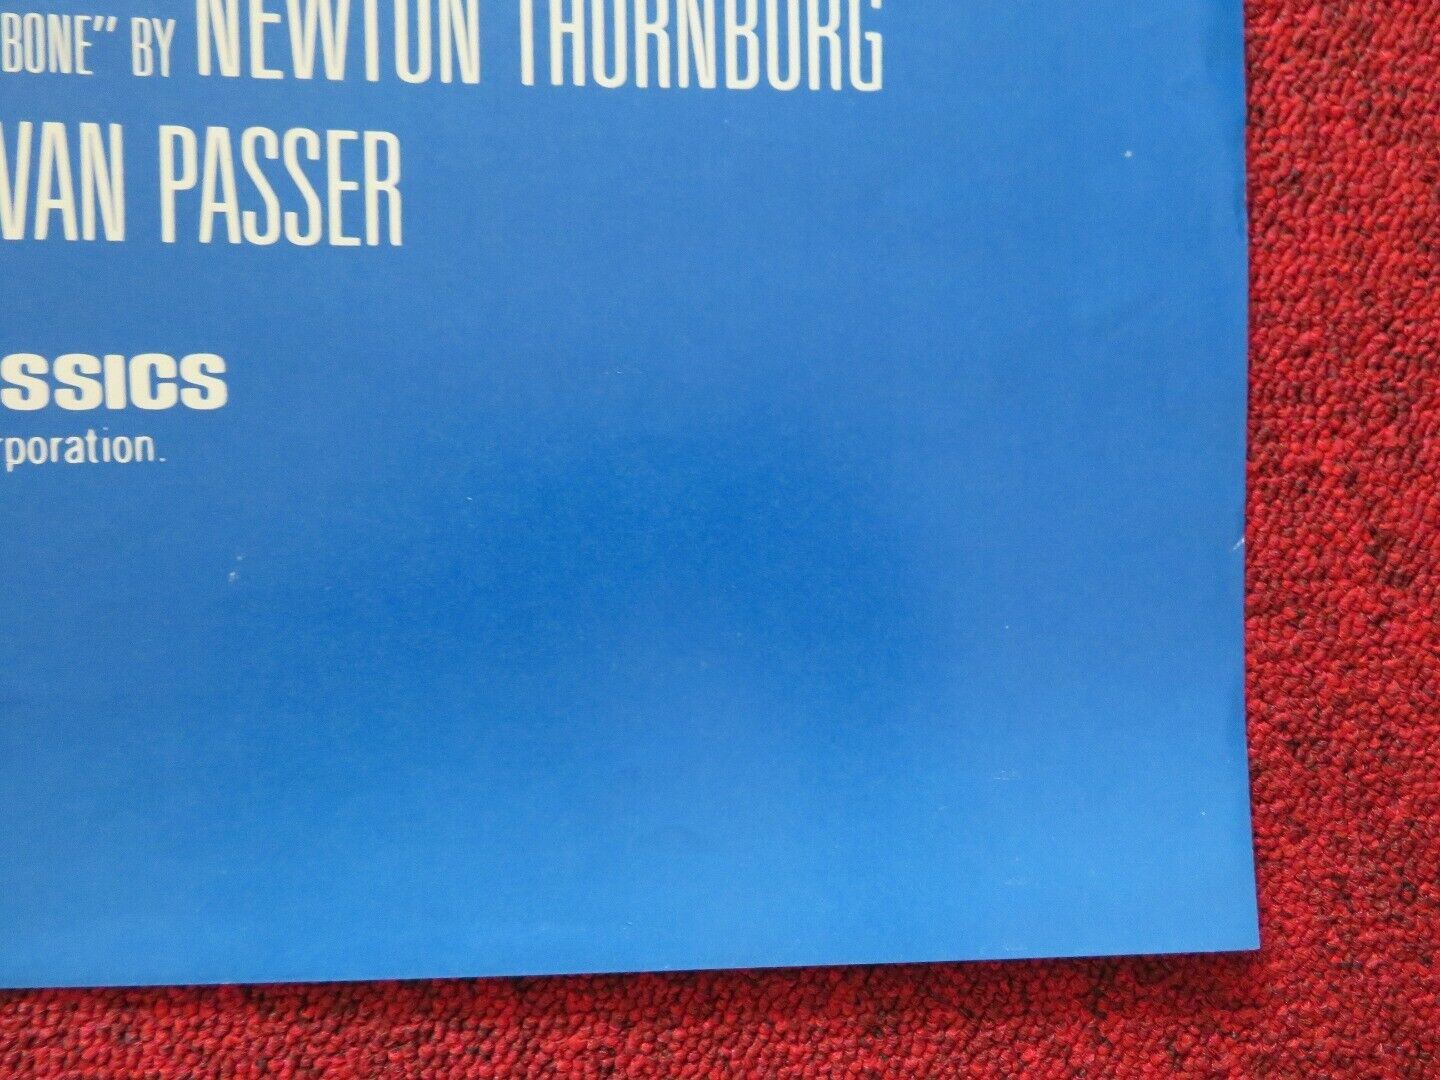 BONE" BY NEWTON THORNBURG
VAN PASSER
SSICS
rporation.